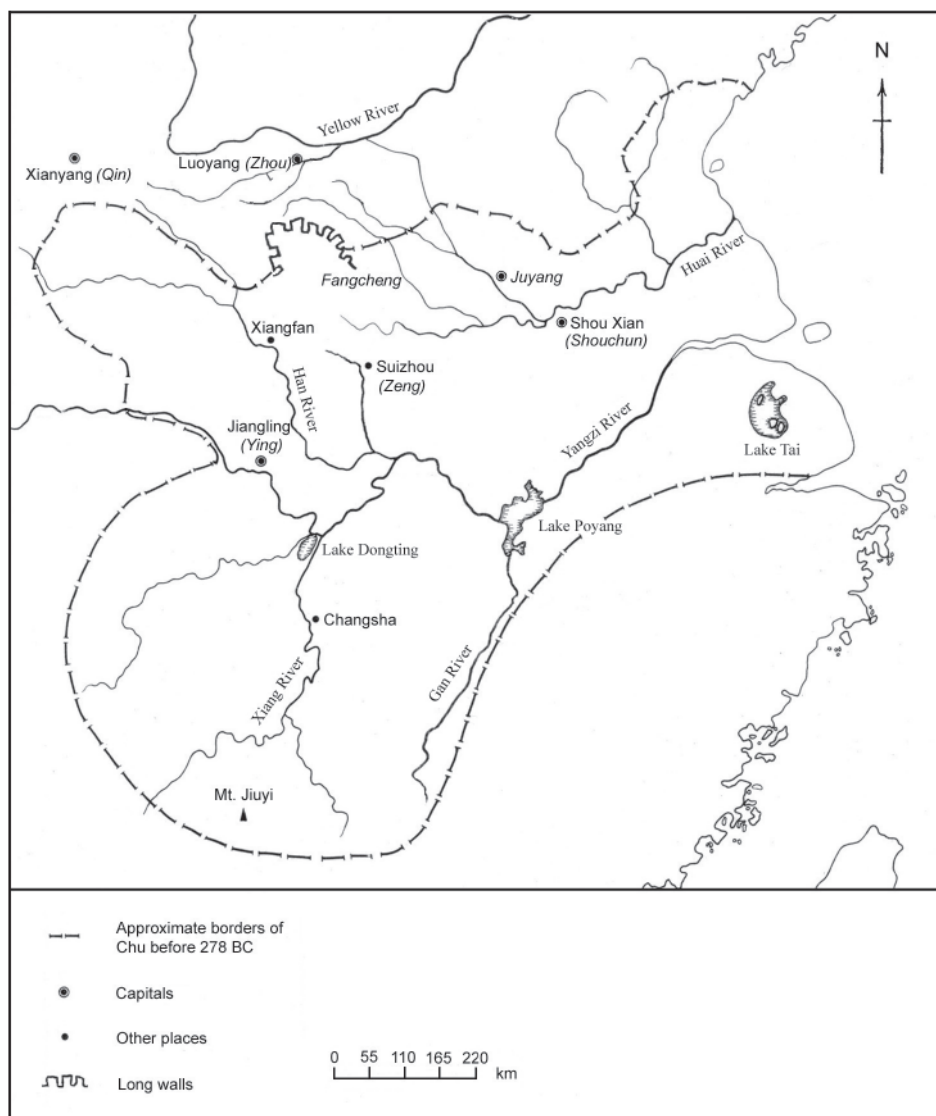 N
Yellow River
Luoyang (Zhou)
Xianyang (Qin)
Huai River
Fangcheng
Juyang
Shou Xian
(Shouchun)
Xiangfan
Suizhou
(Zeng)
Han River
Yangzi River
Jiangling
(Ying)
Lake Tai
Lake Poyang
Lake Dongting
Changsha
Gan River
Xiang River
Mt. Jiuyi
Approximate borders of
Chu before 278 BC
Capitals
Other places
Long walls
0 55 110 165 220
km